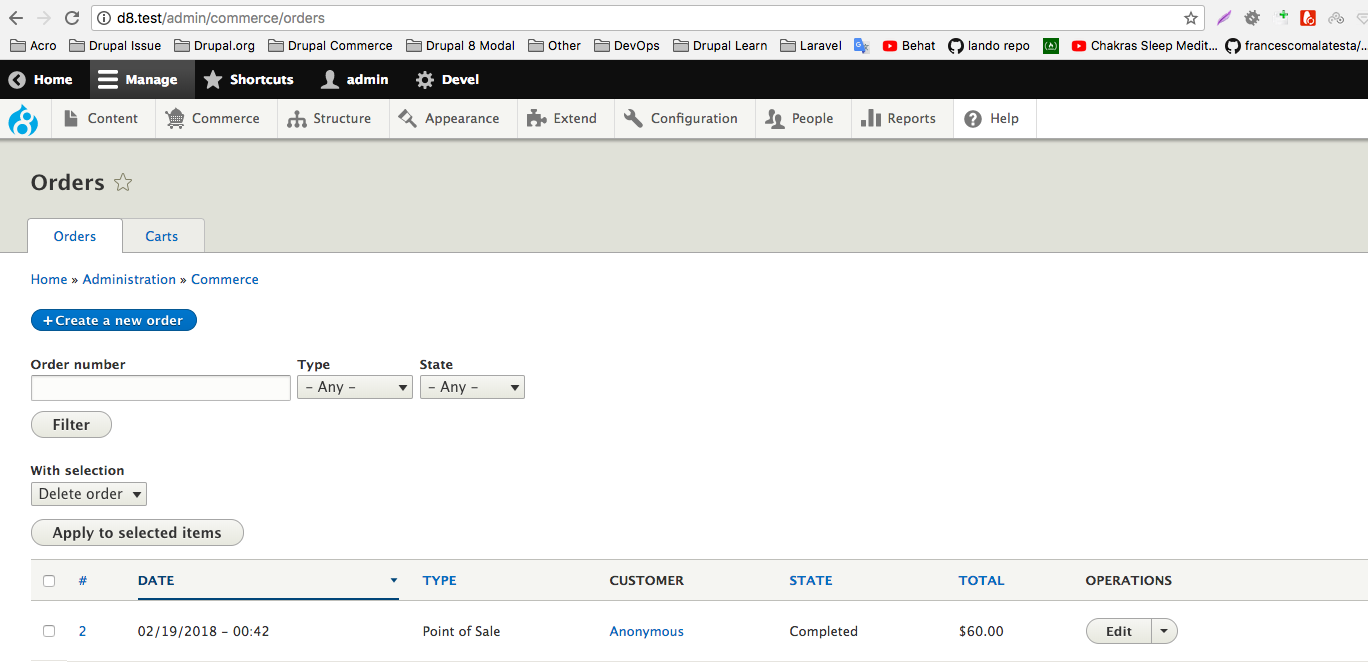 d8.test/admin/commerce/orders
Acro Drupal Issue Drupal.org Drupal Commerce Drupal 8 Modal Other DevOps Drupal Learn Laravel Behat lando repo Chakras Sleep Medit... francescomalatesta/...
Home Manage Shortcuts admin Devel
Content Commerce Structure Appearance Extend Configuration People Reports Help
Orders
Orders Carts
Home » Administration » Commerce
+ Create a new order
Order number Type State
- Any - - Any -
Filter
With selection
Delete order
Apply to selected items
# DATE TYPE CUSTOMER STATE TOTAL OPERATIONS
2 02/19/2018 - 00:42 Point of Sale Anonymous Completed $60.00 Edit